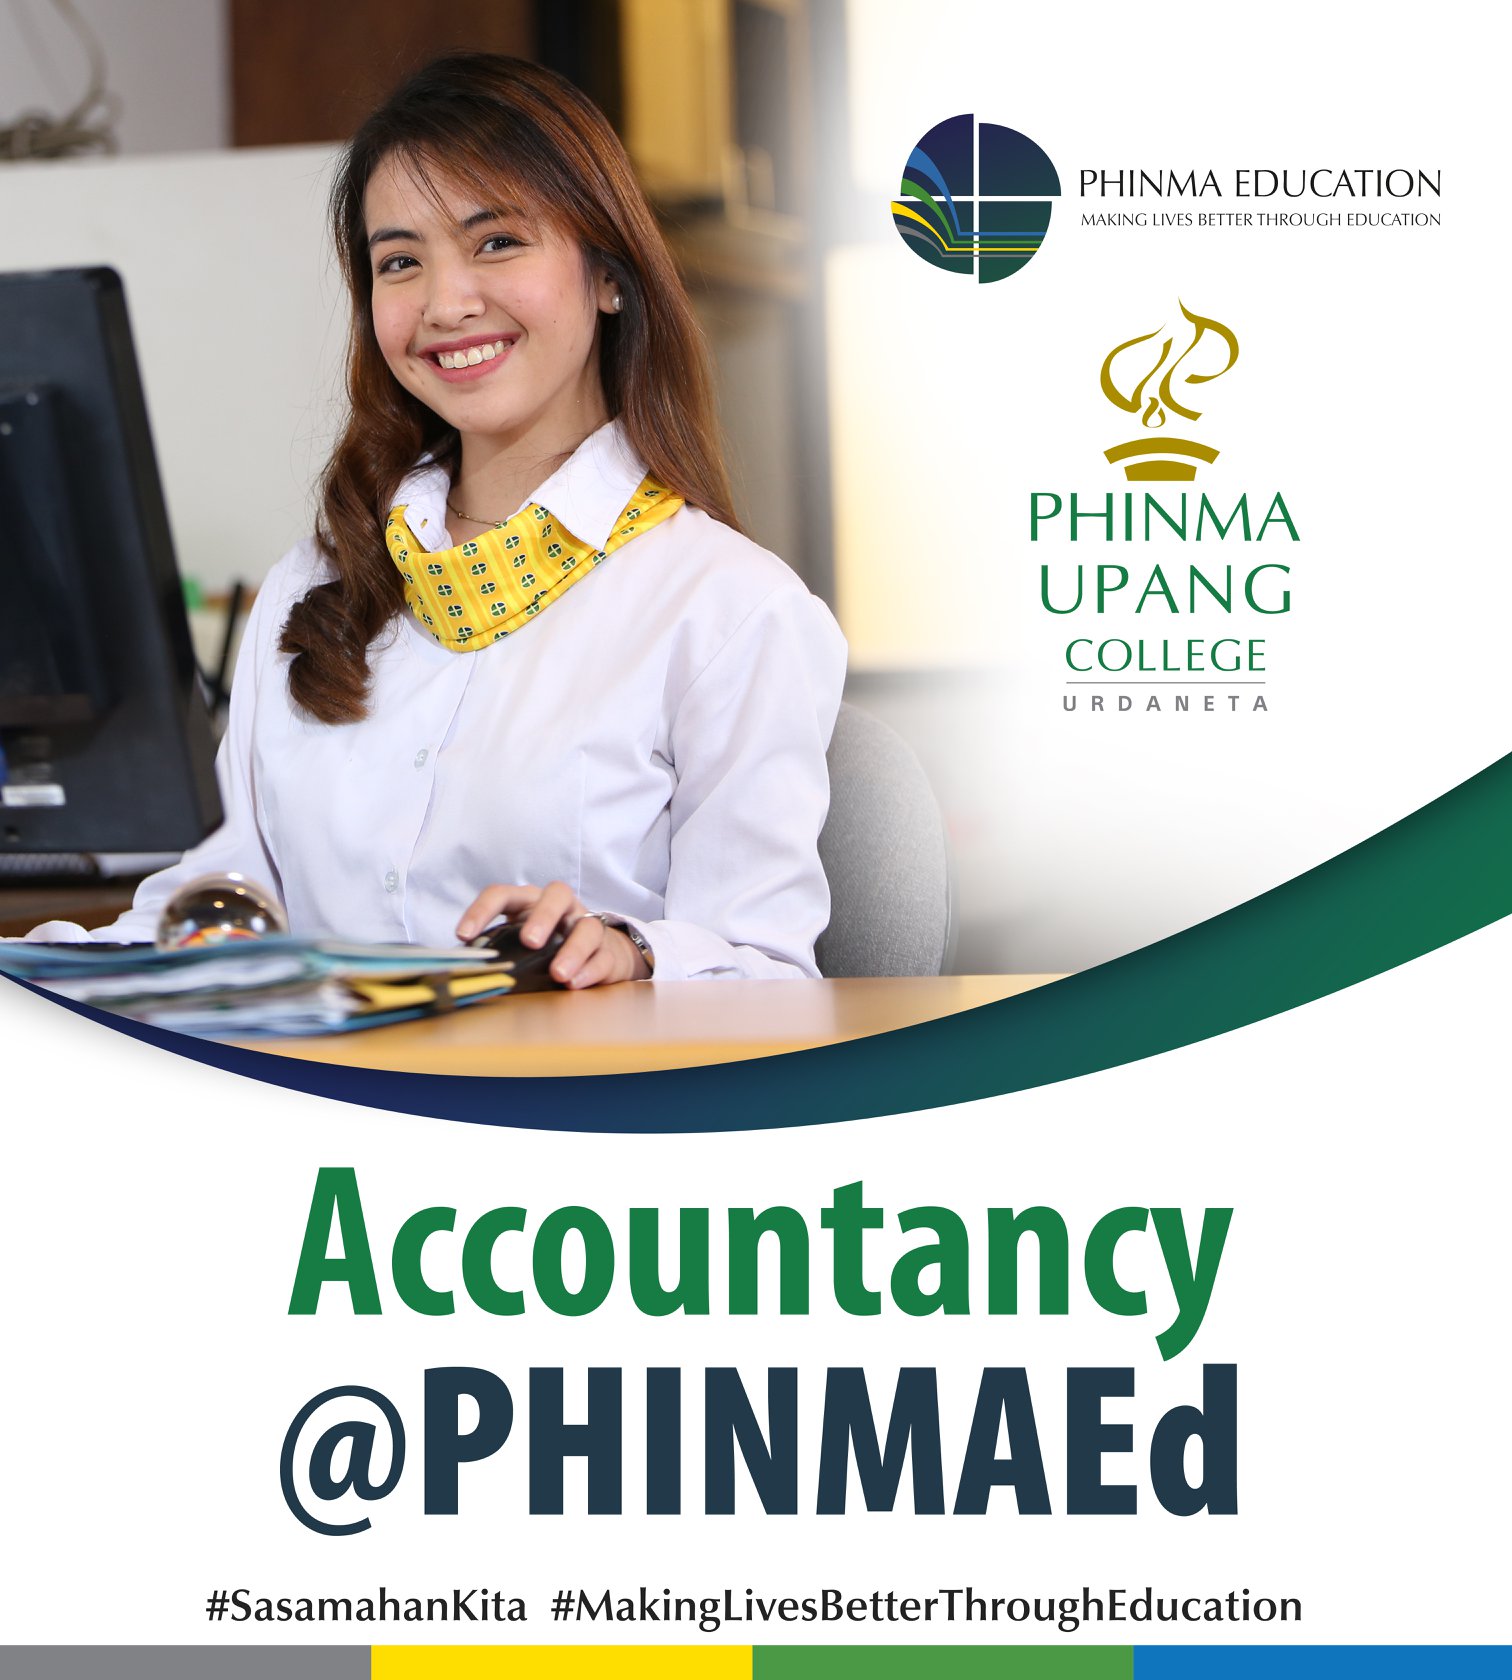 PHINMA EDUCATION
MAKING LIVES BETTER THROUGH EDUCATION
PHINMA
UPANG
COLLEGE
URDANETA
Accountancy
@PHINMAEd
#SasamahanKita #MakingLivesBetterThroughEducation